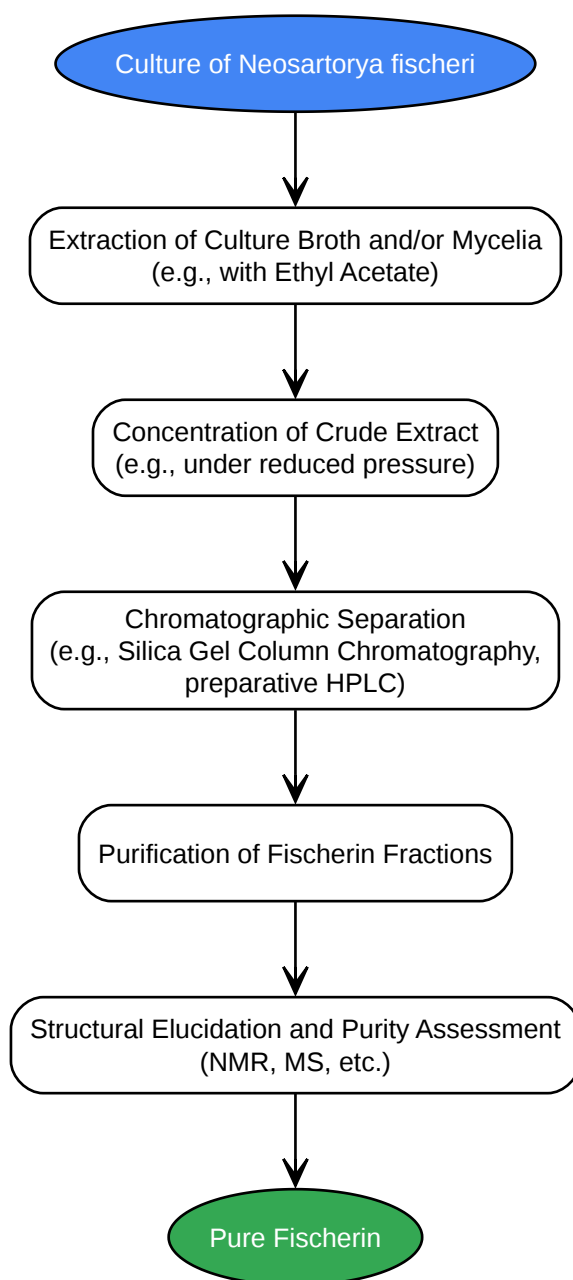 Culture of Neosartorya fischeri
Extraction of Culture Broth and/or Mycelia
(e.g., with Ethyl Acetate)
Concentration of Crude Extract
(e.g., under reduced pressure)
Chromatographic Separation
(e.g., Silica Gel Column Chromatography,
preparative HPLC)
Purification of Fischerin Fractions
Structural Elucidation and Purity Assessment
(NMR, MS, etc.)
Pure Fischerin